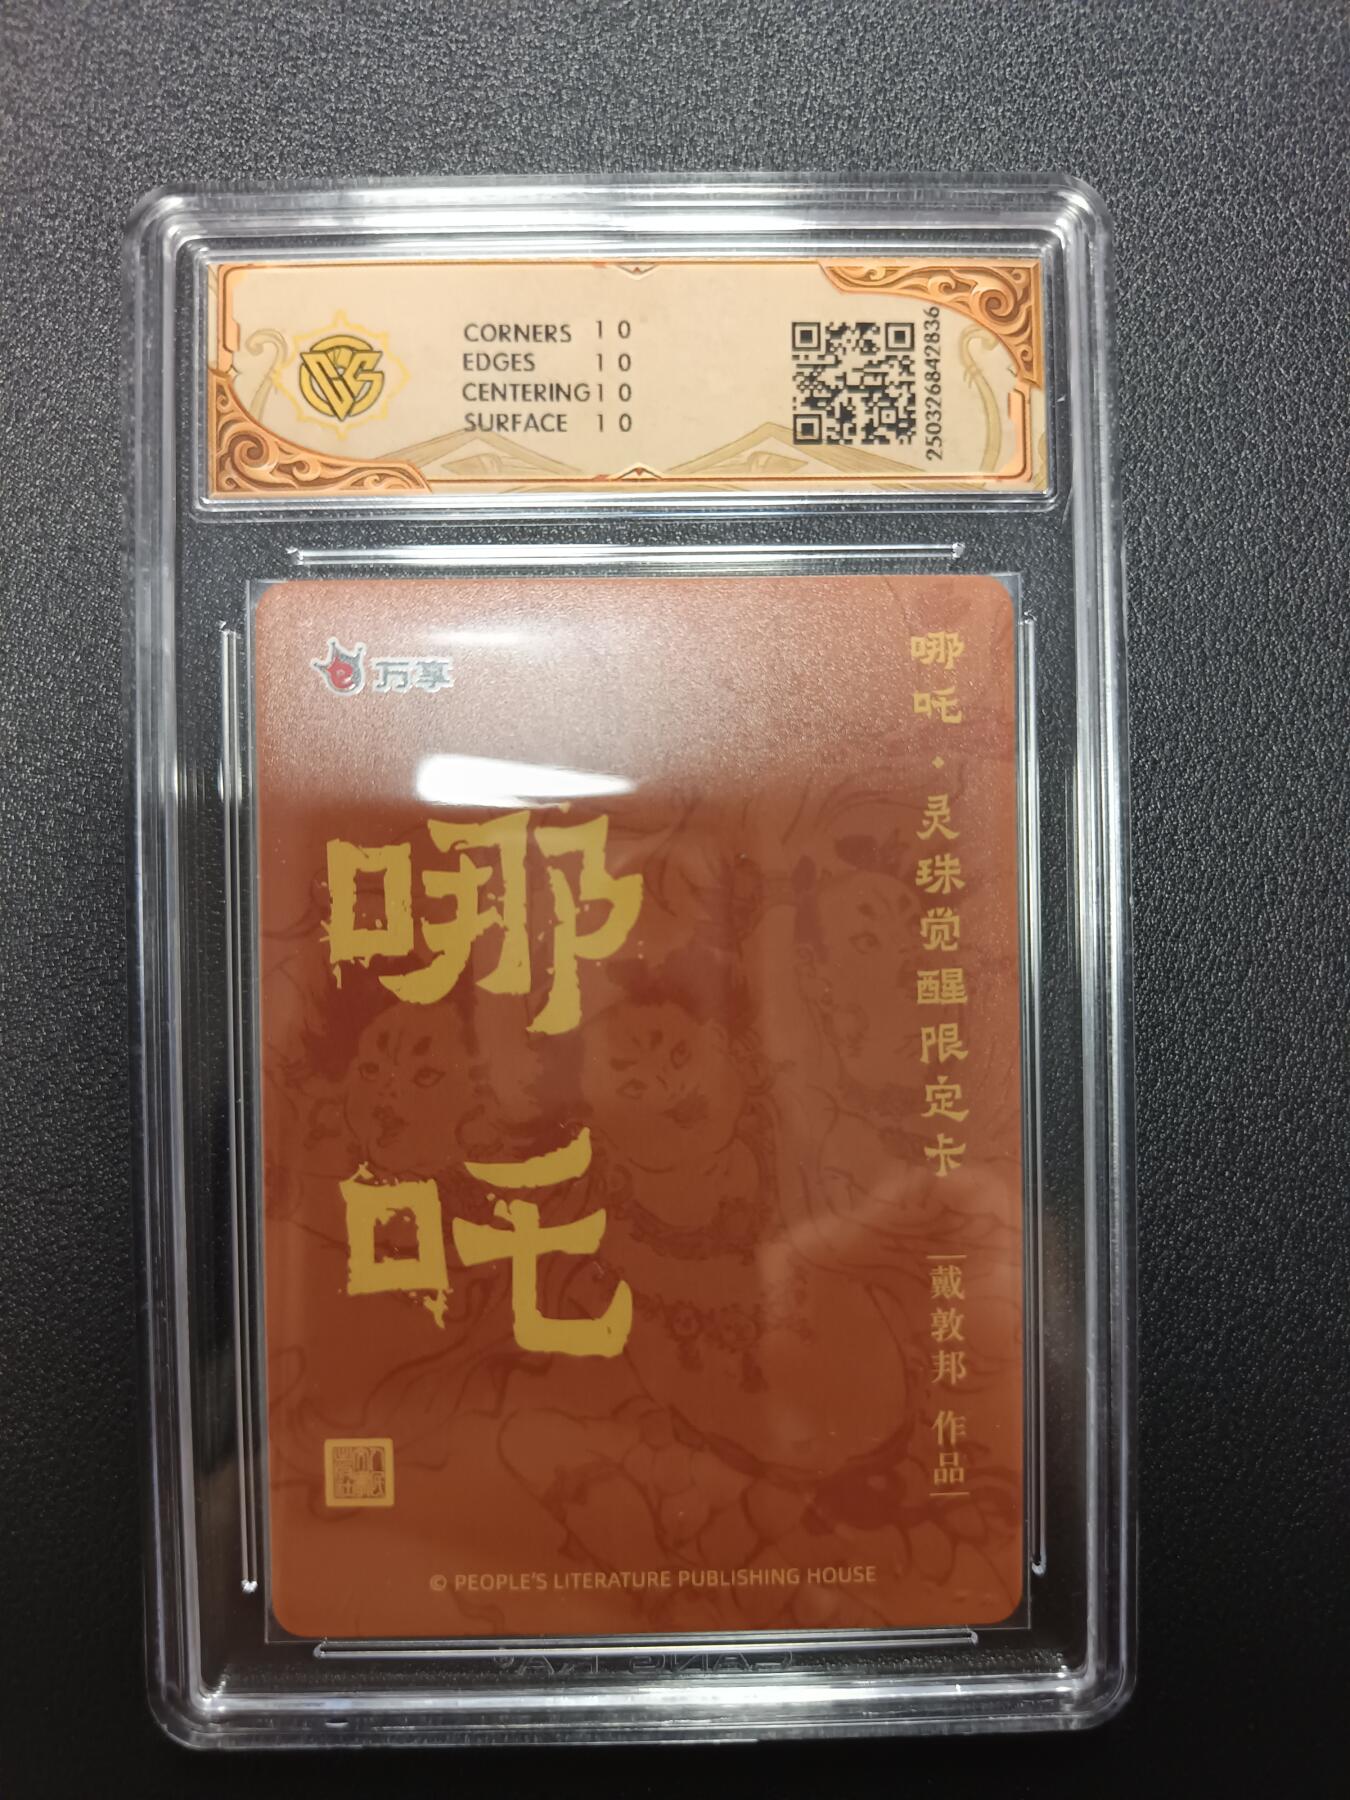 CORNERS 10
EDGES 10
CENTERING 10
SURFACE 10
250326842836
万享
哪吒
哪吒·灵珠觉醒限定卡
戴敦邦 作品
© PEOPLE'S LITERATURE PUBLISHING HOUSE